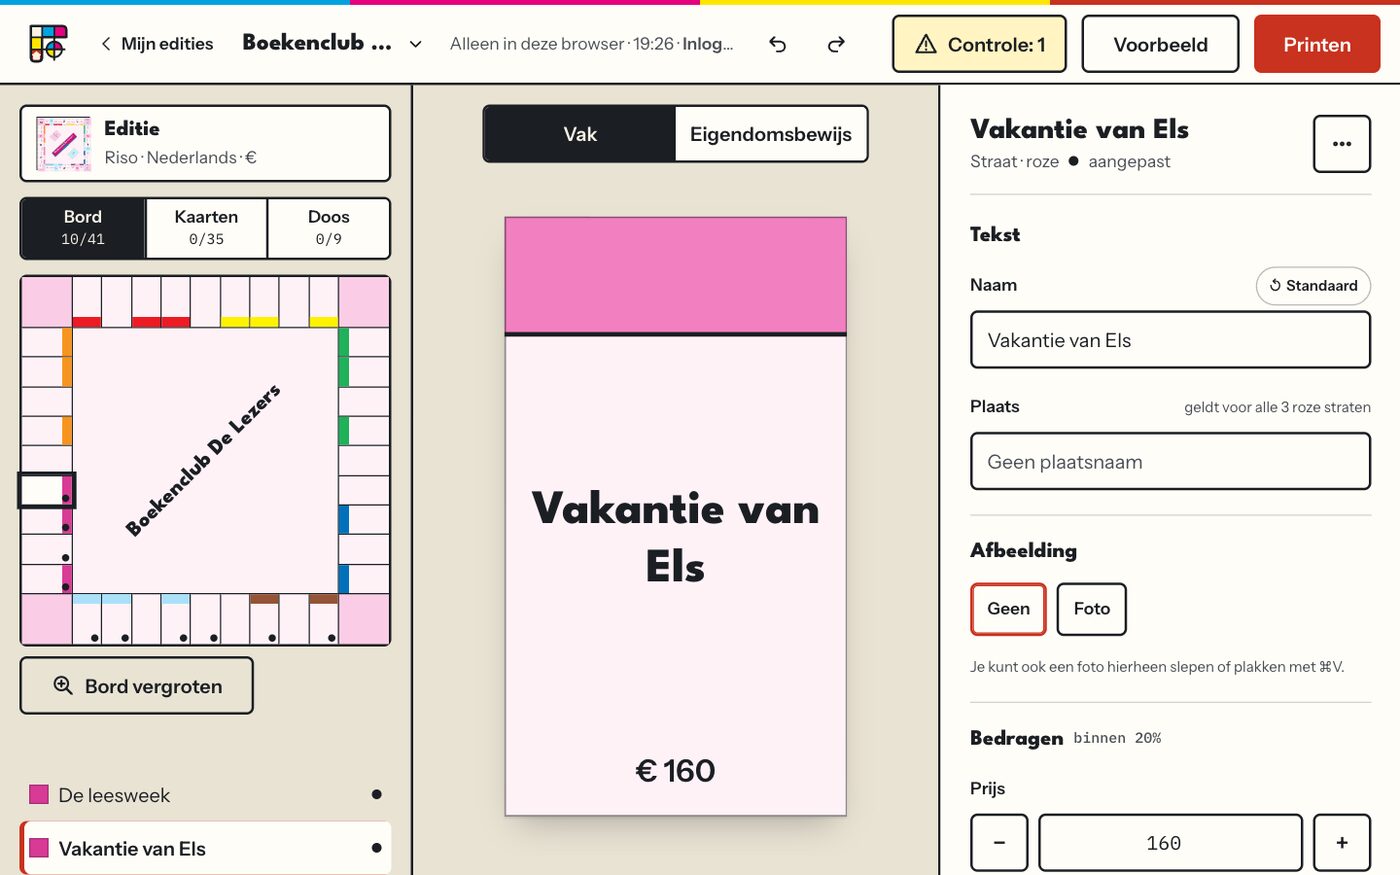 Mijn edities
Boekenclub ...
Alleen in deze browser · 19:26 · Inlog...
Controle: 1
Voorbeeld
Printen
Editie
Riso · Nederlands · €
Bord
10/41
Kaarten
0/35
Doos
0/9
Boekenclub De Lezers
Bord vergroten
De leesweek
Vakantie van Els
Vak
Eigendomsbewijs
Vakantie van
Els
€ 160
Vakantie van Els
Straat · roze ● aangepast
Tekst
Naam
Standaard
Vakantie van Els
Plaats
geldt voor alle 3 roze straten
Geen plaatsnaam
Afbeelding
Geen
Foto
Je kunt ook een foto hierheen slepen of plakken met ⌘V.
Bedragen binnen 20%
Prijs
− 160 +